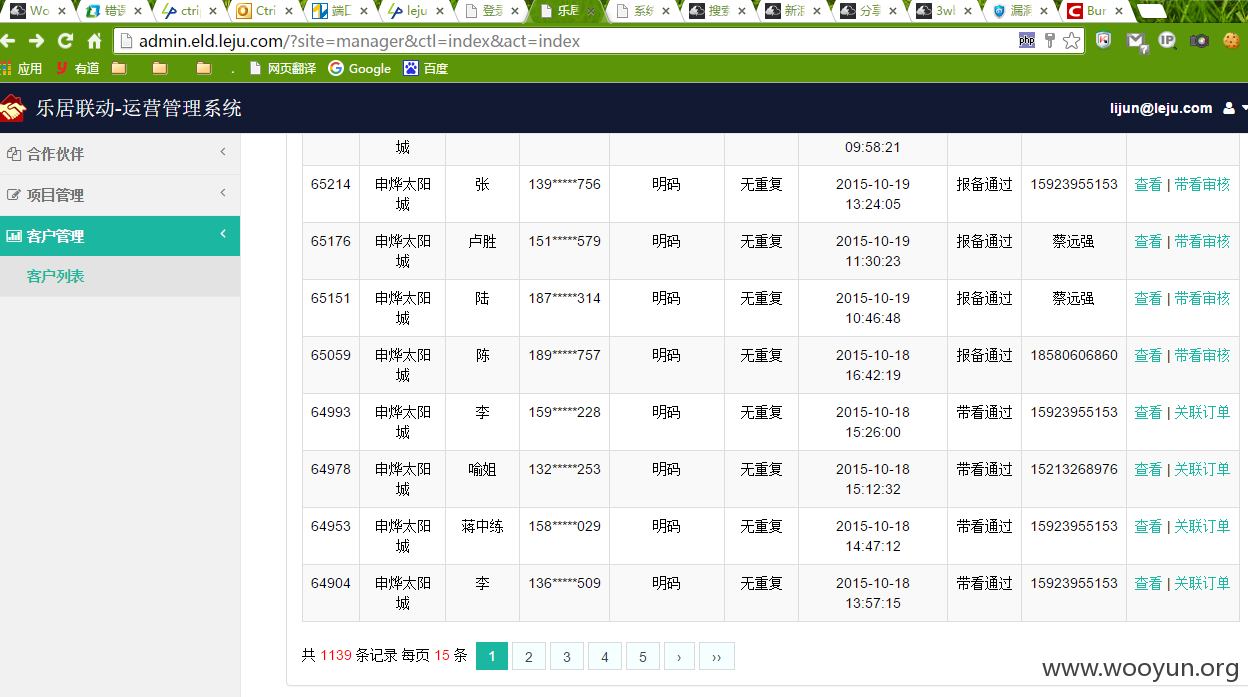 Wo
错误
ctrip
Ctri
端口
leju
登录
乐居
系统
搜索
新浪
分享
3wl
漏洞
Bur
admin.eld.leju.com/?site=manager&ctl=index&act=index
php
IP
应用
有道
.
网页翻译
Google
百度
乐居联动-运营管理系统
lijun@leju.com
合作伙伴
项目管理
客户管理
客户列表
城 09:58:21
65214 申烨太阳 张 139*****756 明码 无重复 2015-10-19 报备通过 15923955153 查看 | 带看审核
城 13:24:05
65176 申烨太阳 卢胜 151*****579 明码 无重复 2015-10-19 报备通过 蔡远强 查看 | 带看审核
城 11:30:23
65151 申烨太阳 陆 187*****314 明码 无重复 2015-10-19 报备通过 蔡远强 查看 | 带看审核
城 10:46:48
65059 申烨太阳 陈 189*****757 明码 无重复 2015-10-18 报备通过 18580606860 查看 | 带看审核
城 16:42:19
64993 申烨太阳 李 159*****228 明码 无重复 2015-10-18 带看通过 15923955153 查看 | 关联订单
城 15:26:00
64978 申烨太阳 喻姐 132*****253 明码 无重复 2015-10-18 带看通过 15213268976 查看 | 关联订单
城 15:12:32
64953 申烨太阳 蒋中练 158*****029 明码 无重复 2015-10-18 带看通过 15923955153 查看 | 关联订单
城 14:47:12
64904 申烨太阳 李 136*****509 明码 无重复 2015-10-18 带看通过 15923955153 查看 | 关联订单
城 13:57:15
共 1139 条记录 每页 15 条 1 2 3 4 5 › ››
www.wooyun.org